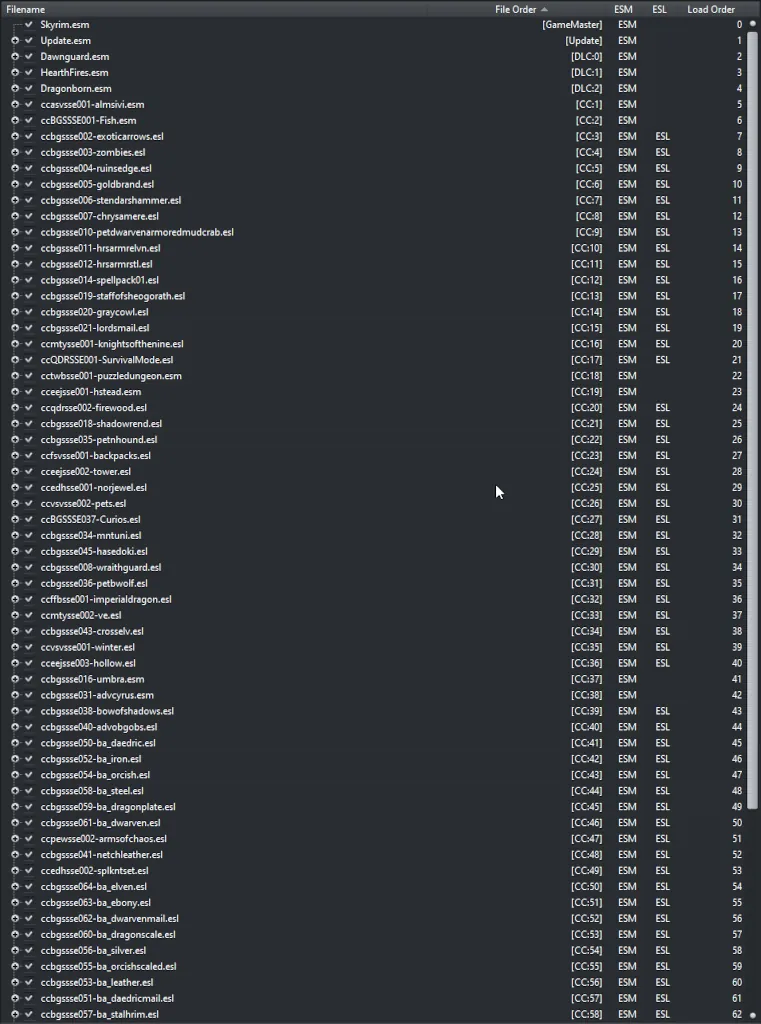 Filename File Order ESM ESL Load Order
Skyrim.esm [GameMaster] ESM 0
Update.esm [Update] ESM 1
Dawnguard.esm [DLC:0] ESM 2
HearthFires.esm [DLC:1] ESM 3
Dragonborn.esm [DLC:2] ESM 4
ccasvsse001-almsivi.esm [CC:1] ESM 5
ccBGSSSE001-Fish.esm [CC:2] ESM 6
ccbgssse002-exoticarrows.esl [CC:3] ESM ESL 7
ccbgssse003-zombies.esl [CC:4] ESM ESL 8
ccbgssse004-ruinsedge.esl [CC:5] ESM ESL 9
ccbgssse005-goldbrand.esl [CC:6] ESM ESL 10
ccbgssse006-stendarshammer.esl [CC:7] ESM ESL 11
ccbgssse007-chrysamere.esl [CC:8] ESM ESL 12
ccbgssse010-petdwarvenarmoredmudcrab.esl [CC:9] ESM ESL 13
ccbgssse011-hrsarmrelvn.esl [CC:10] ESM ESL 14
ccbgssse012-hrsarmrstl.esl [CC:11] ESM ESL 15
ccbgssse014-spellpack01.esl [CC:12] ESM ESL 16
ccbgssse019-staffofsheogorath.esl [CC:13] ESM ESL 17
ccbgssse020-graycowl.esl [CC:14] ESM ESL 18
ccbgssse021-lordsmail.esl [CC:15] ESM ESL 19
ccmtysse001-knightsofthenine.esl [CC:16] ESM ESL 20
ccQDRSSE001-SurvivalMode.esl [CC:17] ESM ESL 21
cctwbsse001-puzzledungeon.esm [CC:18] ESM 22
cceejsse001-hstead.esm [CC:19] ESM 23
ccqdrsse002-firewood.esl [CC:20] ESM ESL 24
ccbgssse018-shadowrend.esl [CC:21] ESM ESL 25
ccbgssse035-petnhound.esl [CC:22] ESM ESL 26
ccfsvsse001-backpacks.esl [CC:23] ESM ESL 27
cceejsse002-tower.esl [CC:24] ESM ESL 28
ccedhsse001-norjewel.esl [CC:25] ESM ESL 29
ccvsvsse002-pets.esl [CC:26] ESM ESL 30
ccBGSSSE037-Curios.esl [CC:27] ESM ESL 31
ccbgssse034-mntuni.esl [CC:28] ESM ESL 32
ccbgssse045-hasedoki.esl [CC:29] ESM ESL 33
ccbgssse008-wraithguard.esl [CC:30] ESM ESL 34
ccbgssse036-petbwolf.esl [CC:31] ESM ESL 35
ccffbsse001-imperialdragon.esl [CC:32] ESM ESL 36
ccmtysse002-ve.esl [CC:33] ESM ESL 37
ccbgssse043-crosselv.esl [CC:34] ESM ESL 38
ccvsvsse001-winter.esl [CC:35] ESM ESL 39
cceejsse003-hollow.esl [CC:36] ESM ESL 40
ccbgssse016-umbra.esm [CC:37] ESM 41
ccbgssse031-advcyrus.esm [CC:38] ESM 42
ccbgssse038-bowofshadows.esl [CC:39] ESM ESL 43
ccbgssse040-advobgobs.esl [CC:40] ESM ESL 44
ccbgssse050-ba_daedric.esl [CC:41] ESM ESL 45
ccbgssse052-ba_iron.esl [CC:42] ESM ESL 46
ccbgssse054-ba_orcish.esl [CC:43] ESM ESL 47
ccbgssse058-ba_steel.esl [CC:44] ESM ESL 48
ccbgssse059-ba_dragonplate.esl [CC:45] ESM ESL 49
ccbgssse061-ba_dwarven.esl [CC:46] ESM ESL 50
ccpewsse002-armsofchaos.esl [CC:47] ESM ESL 51
ccbgssse041-netchleather.esl [CC:48] ESM ESL 52
ccedhsse002-splkntset.esl [CC:49] ESM ESL 53
ccbgssse064-ba_elven.esl [CC:50] ESM ESL 54
ccbgssse063-ba_ebony.esl [CC:51] ESM ESL 55
ccbgssse062-ba_dwarvenmail.esl [CC:52] ESM ESL 56
ccbgssse060-ba_dragonscale.esl [CC:53] ESM ESL 57
ccbgssse056-ba_silver.esl [CC:54] ESM ESL 58
ccbgssse055-ba_orcishscaled.esl [CC:55] ESM ESL 59
ccbgssse053-ba_leather.esl [CC:56] ESM ESL 60
ccbgssse051-ba_daedricmail.esl [CC:57] ESM ESL 61
ccbgssse057-ba_stalhrim.esl [CC:58] ESM ESL 62